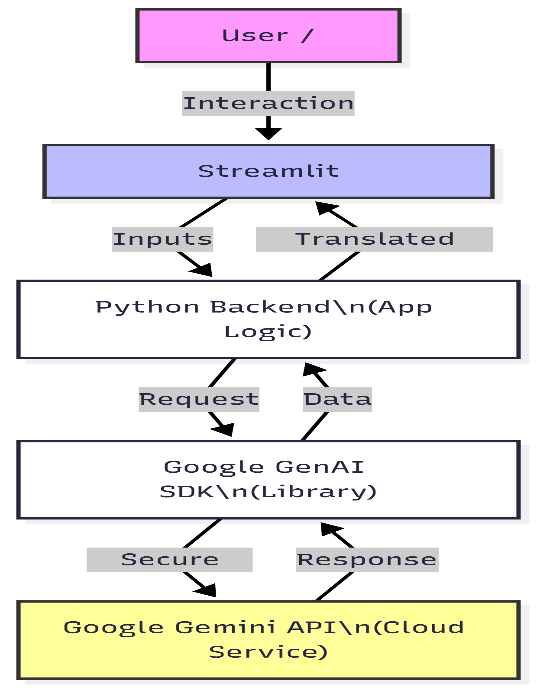 User /
Interaction
Streamlit
Inputs
Translated
Python Backend\n(App
Logic)
Request
Data
Google GenAI
SDK\n(Library)
Secure
Response
Google Gemini API\n(Cloud
Service)